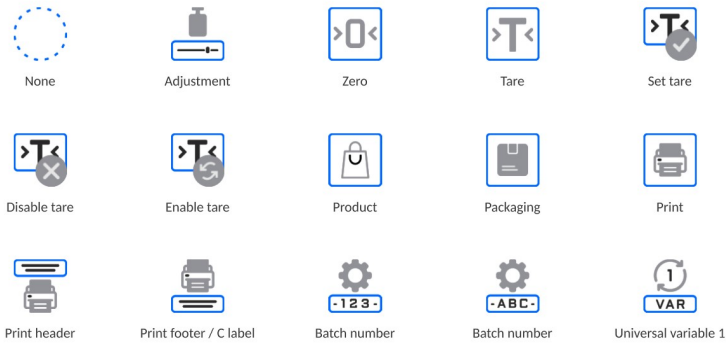 >0<
>T<
>T<
None
Adjustment
Zero
Tare
Set tare
>T<
>T<
Disable tare
Enable tare
Product
Packaging
Print
1
-123-
-ABC-
VAR
Print header
Print footer / C label
Batch number
Batch number
Universal variable 1